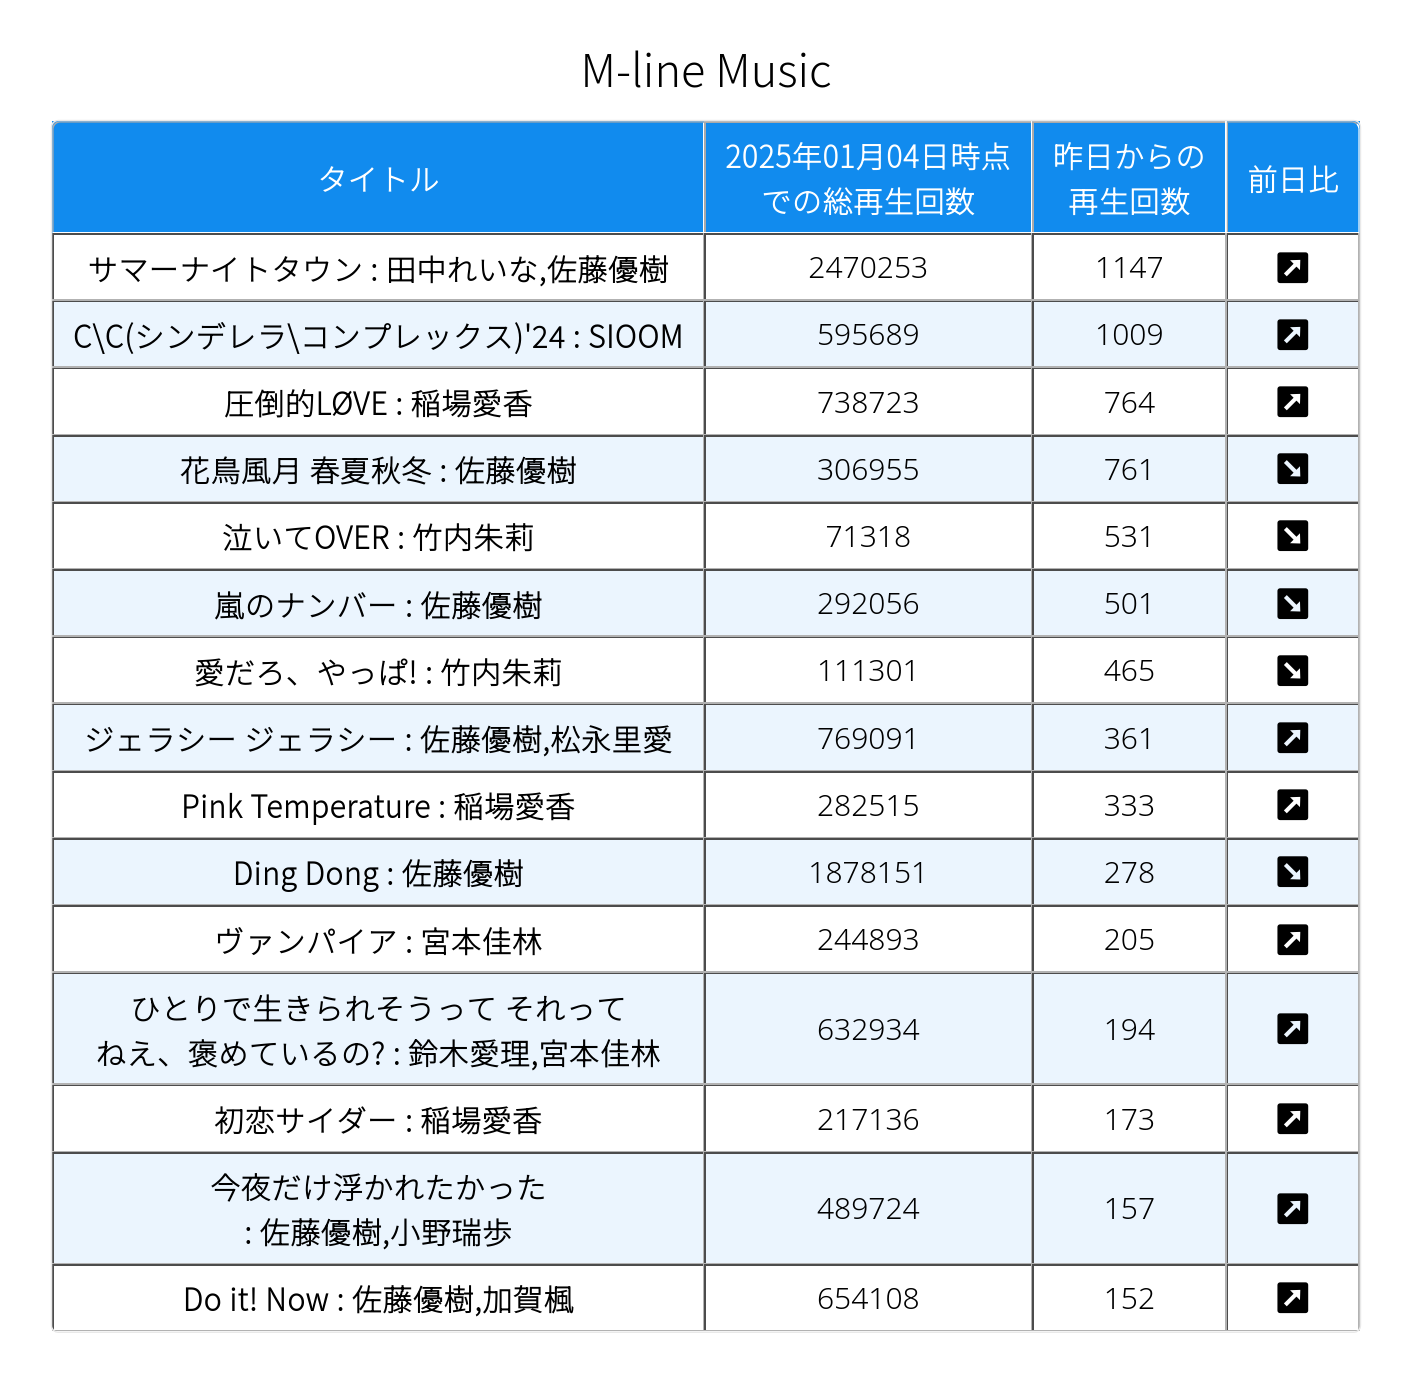 M-line Music
タイトル
2025年01月04日時点
での総再生回数
昨日からの
再生回数
前日比
サマーナイトタウン : 田中れいな,佐藤優樹 2470253 1147
C\C(シンデレラ\コンプレックス)'24 : SIOOM 595689 1009
圧倒的LØVE : 稲場愛香 738723 764
花鳥風月 春夏秋冬 : 佐藤優樹 306955 761
泣いてOVER : 竹内朱莉 71318 531
嵐のナンバー : 佐藤優樹 292056 501
愛だろ、やっぱ! : 竹内朱莉 111301 465
ジェラシー ジェラシー : 佐藤優樹,松永里愛 769091 361
Pink Temperature : 稲場愛香 282515 333
Ding Dong : 佐藤優樹 1878151 278
ヴァンパイア : 宮本佳林 244893 205
ひとりで生きられそうって それって
ねえ、褒めているの? : 鈴木愛理,宮本佳林 632934 194
初恋サイダー : 稲場愛香 217136 173
今夜だけ浮かれたかった
: 佐藤優樹,小野瑞歩 489724 157
Do it! Now : 佐藤優樹,加賀楓 654108 152